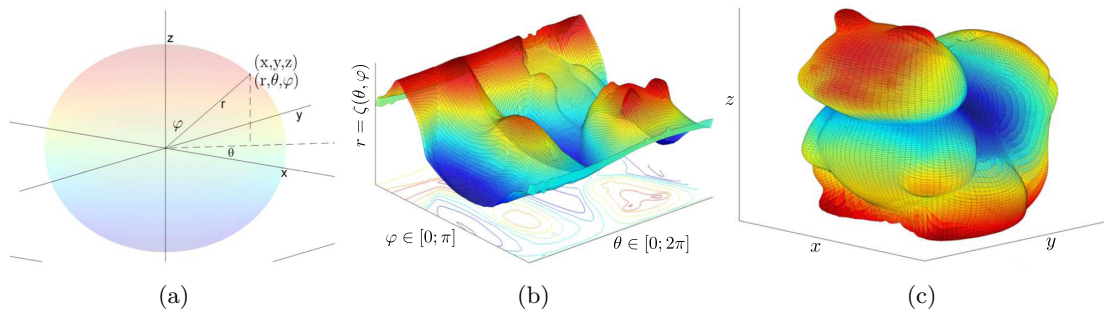 z
(x,y,z)
(r,θ,φ)
r
φ
y
θ
x
(a)
r = ζ(θ, φ)
φ ∈ [0; π]
θ ∈ [0; 2π]
(b)
z
x
y
(c)